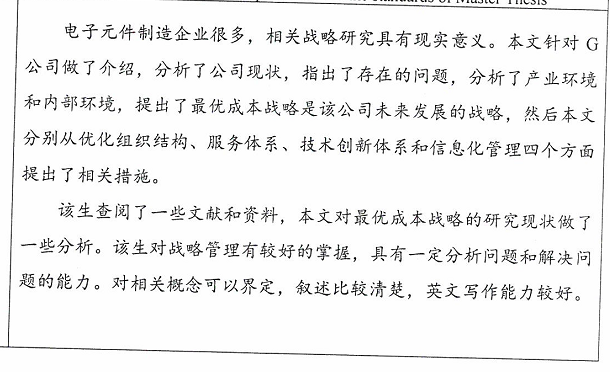 Standards of Master Thesis
电子元件制造企业很多，相关战略研究具有现实意义。本文针对 G
公司做了介绍，分析了公司现状，指出了存在的问题，分析了产业环境
和内部环境，提出了最优成本战略是该公司未来发展的战略，然后本文
分别从优化组织结构、服务体系、技术创新体系和信息化管理四个方面
提出了相关措施。
该生查阅了一些文献和资料，本文对最优成本战略的研究现状做了
一些分析。该生对战略管理有较好的掌握，具有一定分析问题和解决问
题的能力。对相关概念可以界定，叙述比较清楚，英文写作能力较好。